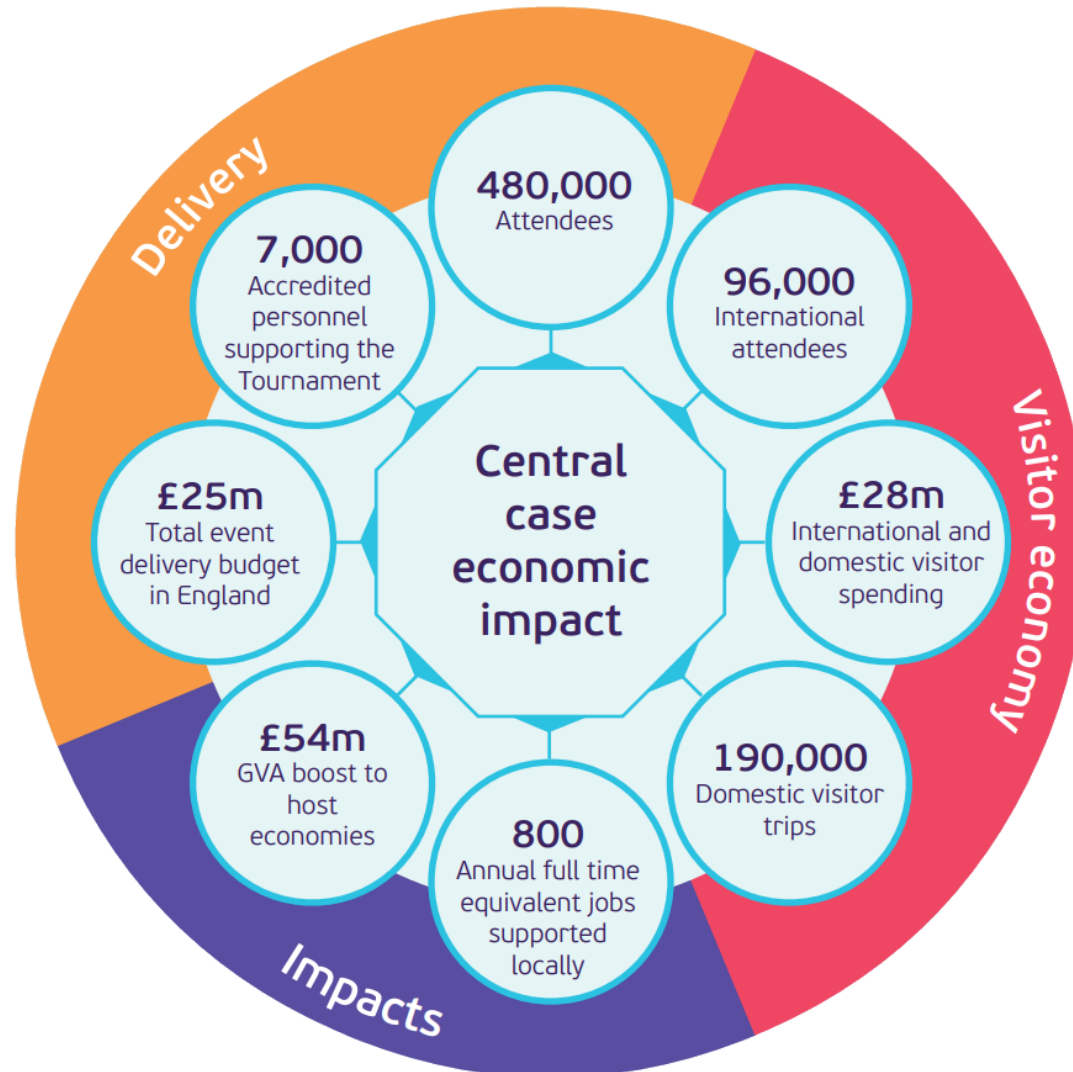 Delivery
480,000
Attendees
7,000
Accredited
personnel
supporting the
Tournament
96,000
International
attendees
Visitor economy
£25m
Total event
delivery budget
in England
Central
case
economic
impact
£28m
International and
domestic visitor
spending
£54m
GVA boost to
host
economies
190,000
Domestic visitor
trips
800
Annual full time
equivalent jobs
supported
locally
Impacts